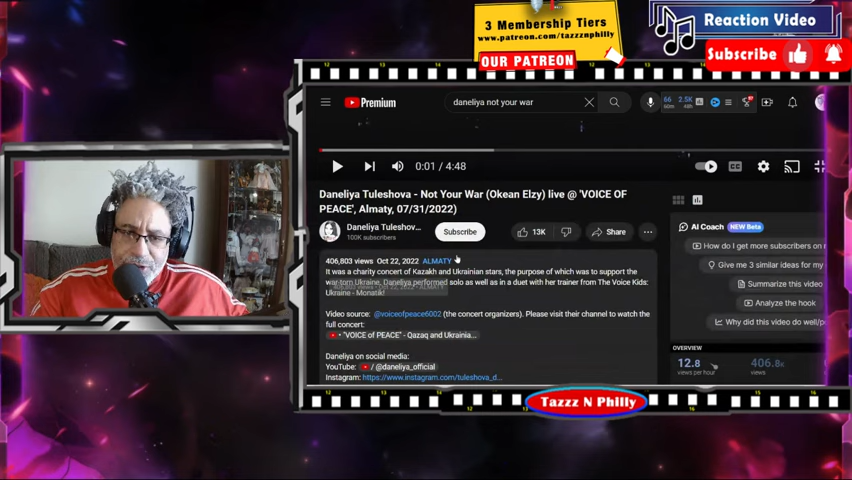 3 Membership Tiers
www.patreon.com/tazzznphilly
OUR PATREON
Reaction Video
Subscribe
Premium
daneliya not your war
66
60m
2.5K
48h
0:01 / 4:48
CC
Daneliya Tuleshova - Not Your War (Okean Elzy) live @ 'VOICE OF
PEACE', Almaty, 07/31/2022)
Daneliya Tuleshov...
100K subscribers
Subscribe
13K
Share
406,803 views Oct 22, 2022 ALMATY
It was a charity concert of Kazakh and Ukrainian stars, the purpose of which was to support the
war-torn Ukraine. Daneliya performed solo as well as in a duet with her trainer from The Voice Kids:
Ukraine - Monatik!
Video source: @voiceofpeace6002 (the concert organizers). Please visit their channel to watch the
full concert:
• "VOICE of PEACE" - Qazaq and Ukrainia...
Daneliya on social media:
YouTube: / @daneliya_official
Instagram: https://www.instagram.com/tuleshova_d...
AI Coach NEW Beta
How do I get more subscribers on
Give me 3 similar ideas for my
Summarize this video
Analyze the hook
Why did this video do well/p
OVERVIEW
12.8
views per hour
406.8K
views
Tazzz N Philly